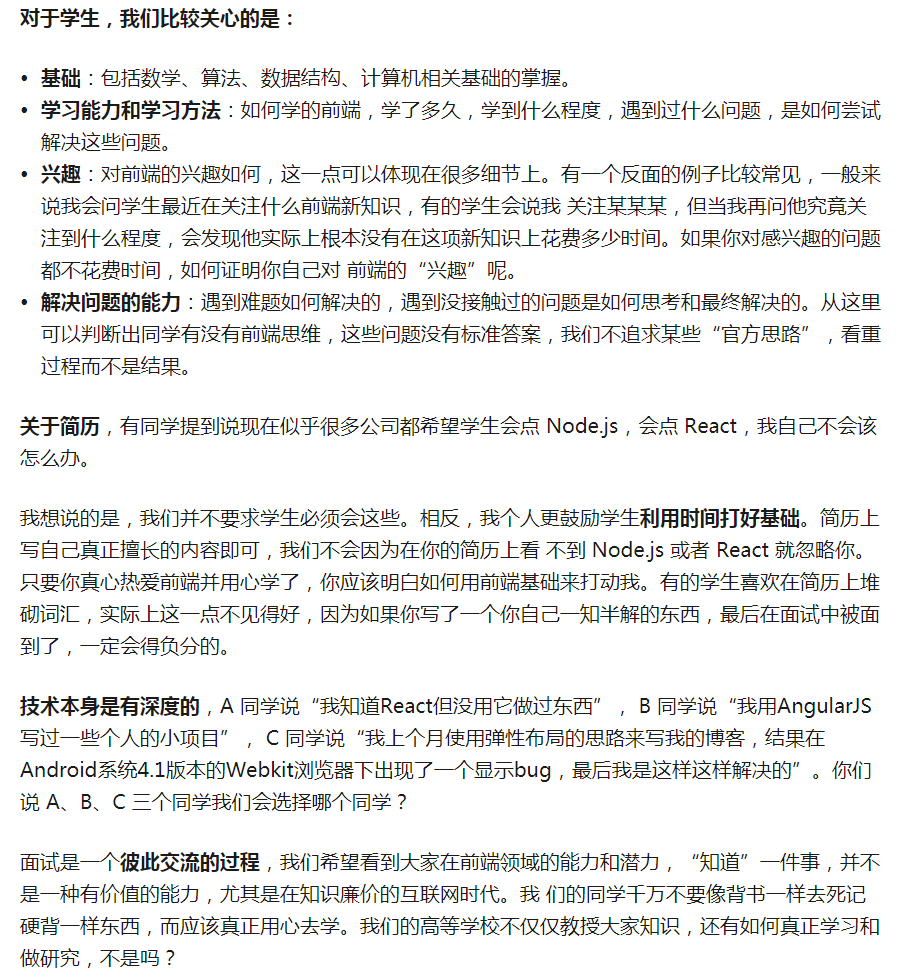 对于学生，我们比较关心的是：
• 基础：包括数学、算法、数据结构、计算机相关基础的掌握。
• 学习能力和学习方法：如何学的前端，学了多久，学到什么程度，遇到过什么问题，是如何尝试
解决这些问题。
• 兴趣：对前端的兴趣如何，这一点可以体现在很多细节上。有一个反面的例子比较常见，一般来
说我会问学生最近在关注什么前端新知识，有的学生会说我 关注某某某，但当我再问他究竟关
注到什么程度，会发现他实际上根本没有在这项新知识上花费多少时间。如果你对感兴趣的问题
都不花费时间，如何证明你自己对 前端的“兴趣”呢。
• 解决问题的能力：遇到难题如何解决的，遇到没接触过的问题是如何思考和最终解决的。从这里
可以判断出同学有没有前端思维，这些问题没有标准答案，我们不追求某些“官方思路”，看重
过程而不是结果。
关于简历，有同学提到说现在似乎很多公司都希望学生会点 Node.js，会点 React，我自己不会该
怎么办。
我想说的是，我们并不要求学生必须会这些。相反，我个人更鼓励学生利用时间打好基础。简历上
写自己真正擅长的内容即可，我们不会因为在你的简历上看 不到 Node.js 或者 React 就忽略你。
只要你真心热爱前端并用心学了，你应该明白如何用前端基础来打动我。有的学生喜欢在简历上堆
砌词汇，实际上这一点不见得好，因为如果你写了一个你自己一知半解的东西，最后在面试中被面
到了，一定会得负分的。
技术本身是有深度的，A 同学说“我知道React但没用它做过东西”，B 同学说“我用AngularJS
写过一些个人的小项目”，C 同学说“我上个月使用弹性布局的思路来写我的博客，结果在
Android系统4.1版本的Webkit浏览器下出现了一个显示bug，最后我是这样这样解决的”。你们
说 A、B、C 三个同学我们会选择哪个同学？
面试是一个彼此交流的过程，我们希望看到大家在前端领域的能力和潜力，“知道”一件事，并不
是一种有价值的能力，尤其是在知识廉价的互联网时代。我 们的同学千万不要像背书一样去死记
硬背一样东西，而应该真正用心去学。我们的高等学校不仅仅教授大家知识，还有如何真正学习和
做研究，不是吗？